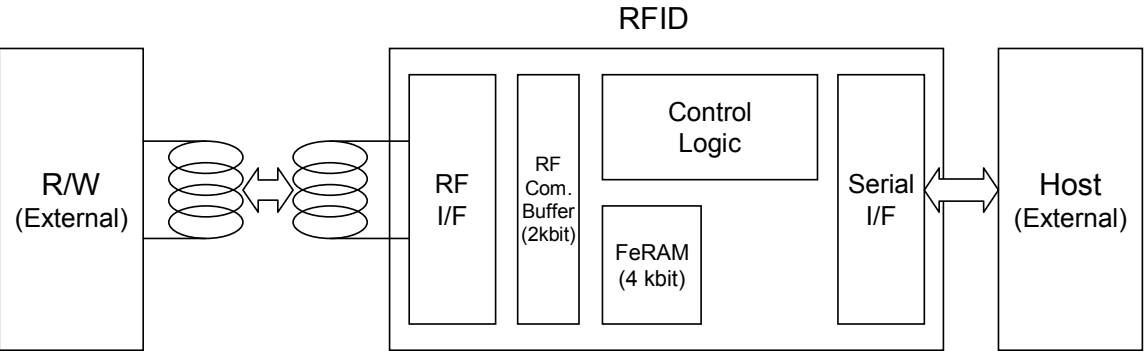 RFID
R/W
(External)
RF
I/F
RF
Com.
Buffer
(2kbit)
Control
Logic
FeRAM
(4 kbit)
Serial
I/F
Host
(External)